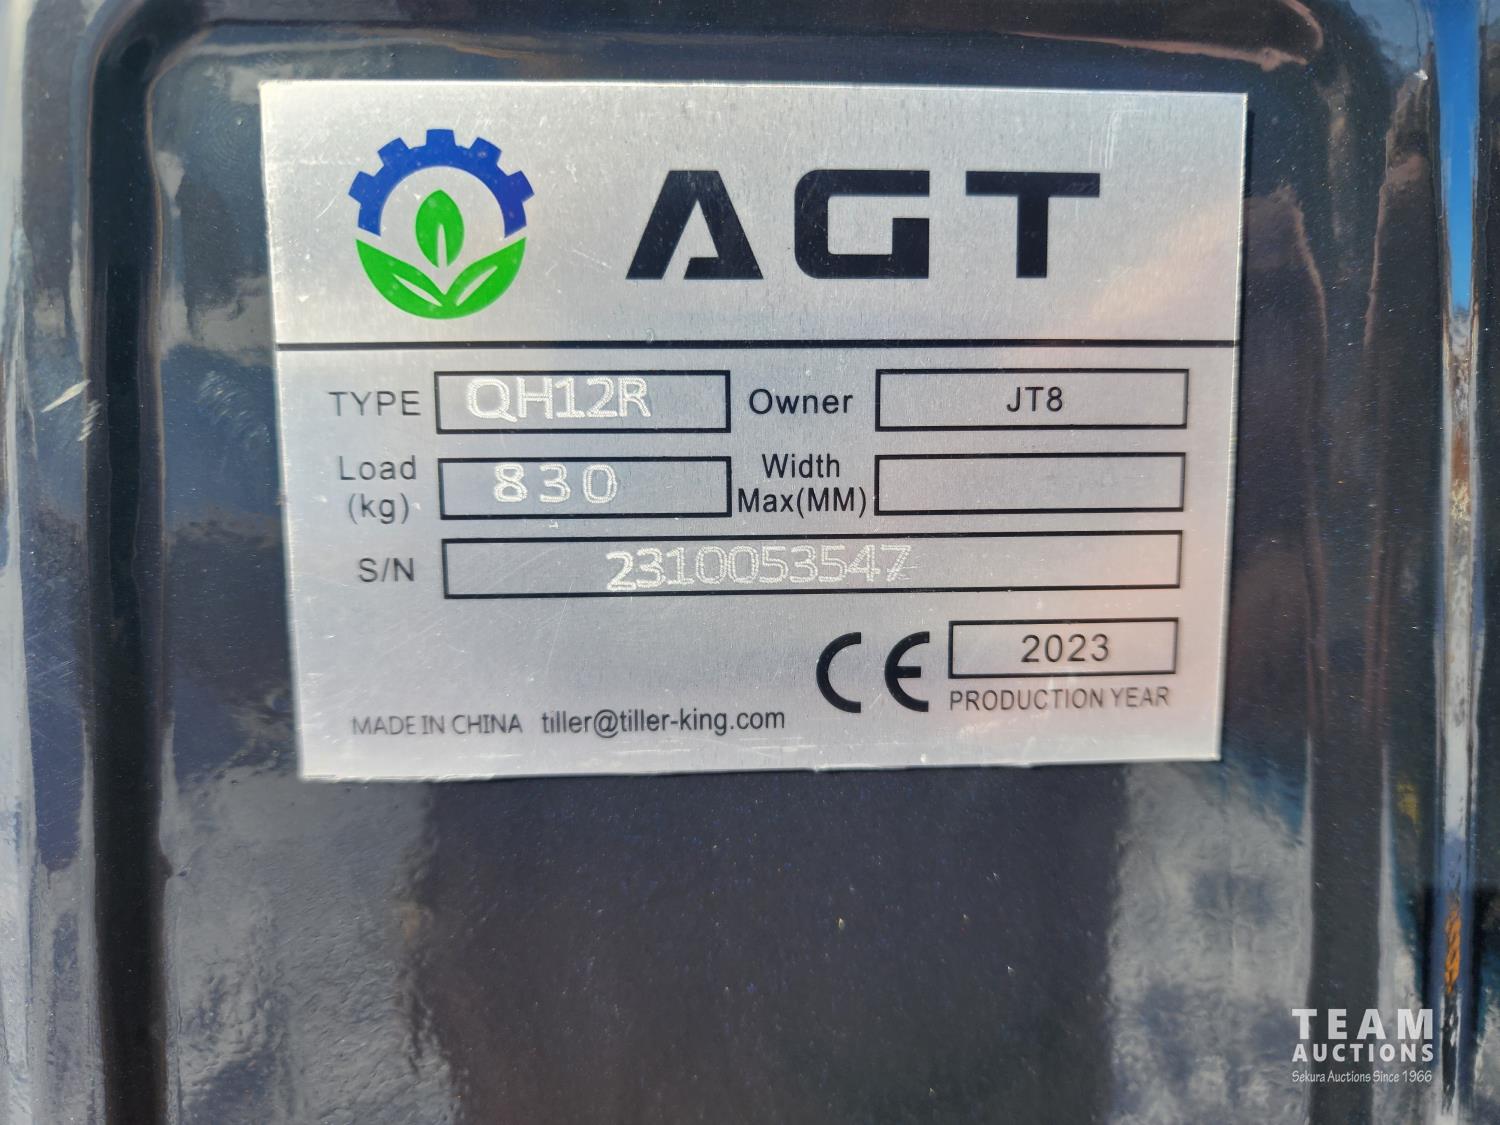 AGT
TYPE QH12R Owner JT8
Load (kg) 830 Width Max(MM)
S/N 2310053547
CE 2023
PRODUCTION YEAR
MADE IN CHINA tiller@tiller-king.com
TEAM
AUCTIONS
Sekura Auctions Since 1966